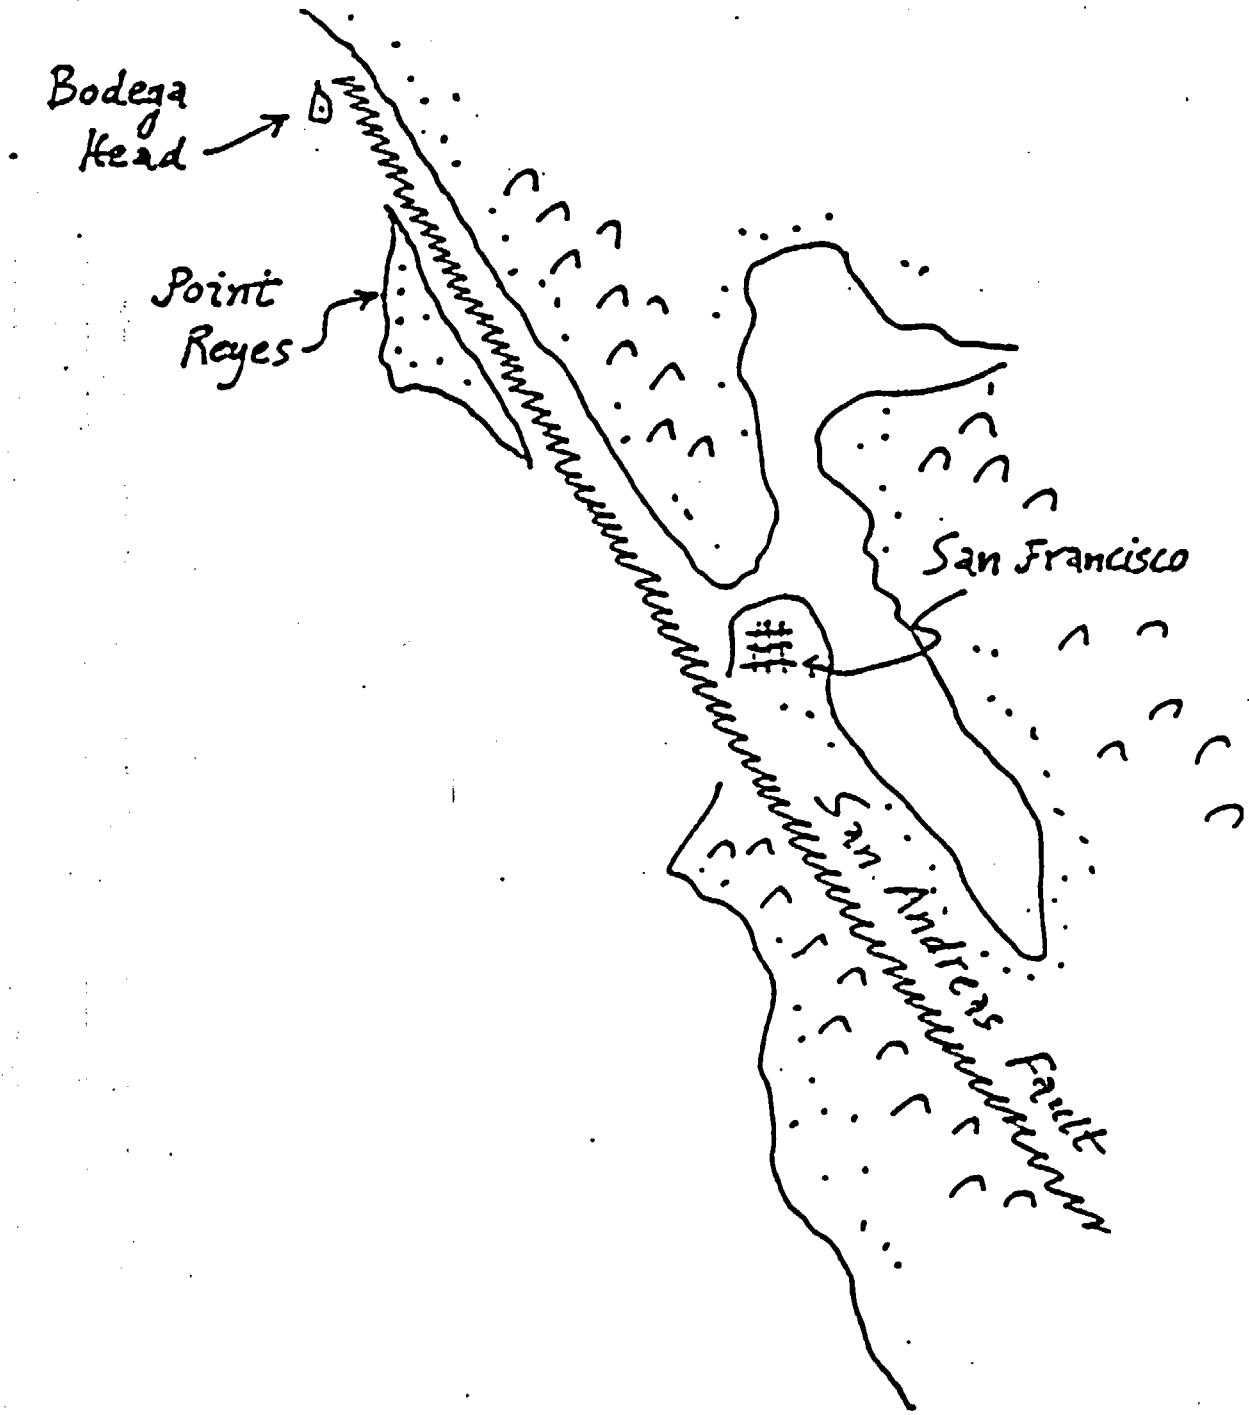 Bodega
Head
Point
Reyes
San Francisco
San Andreas Fault